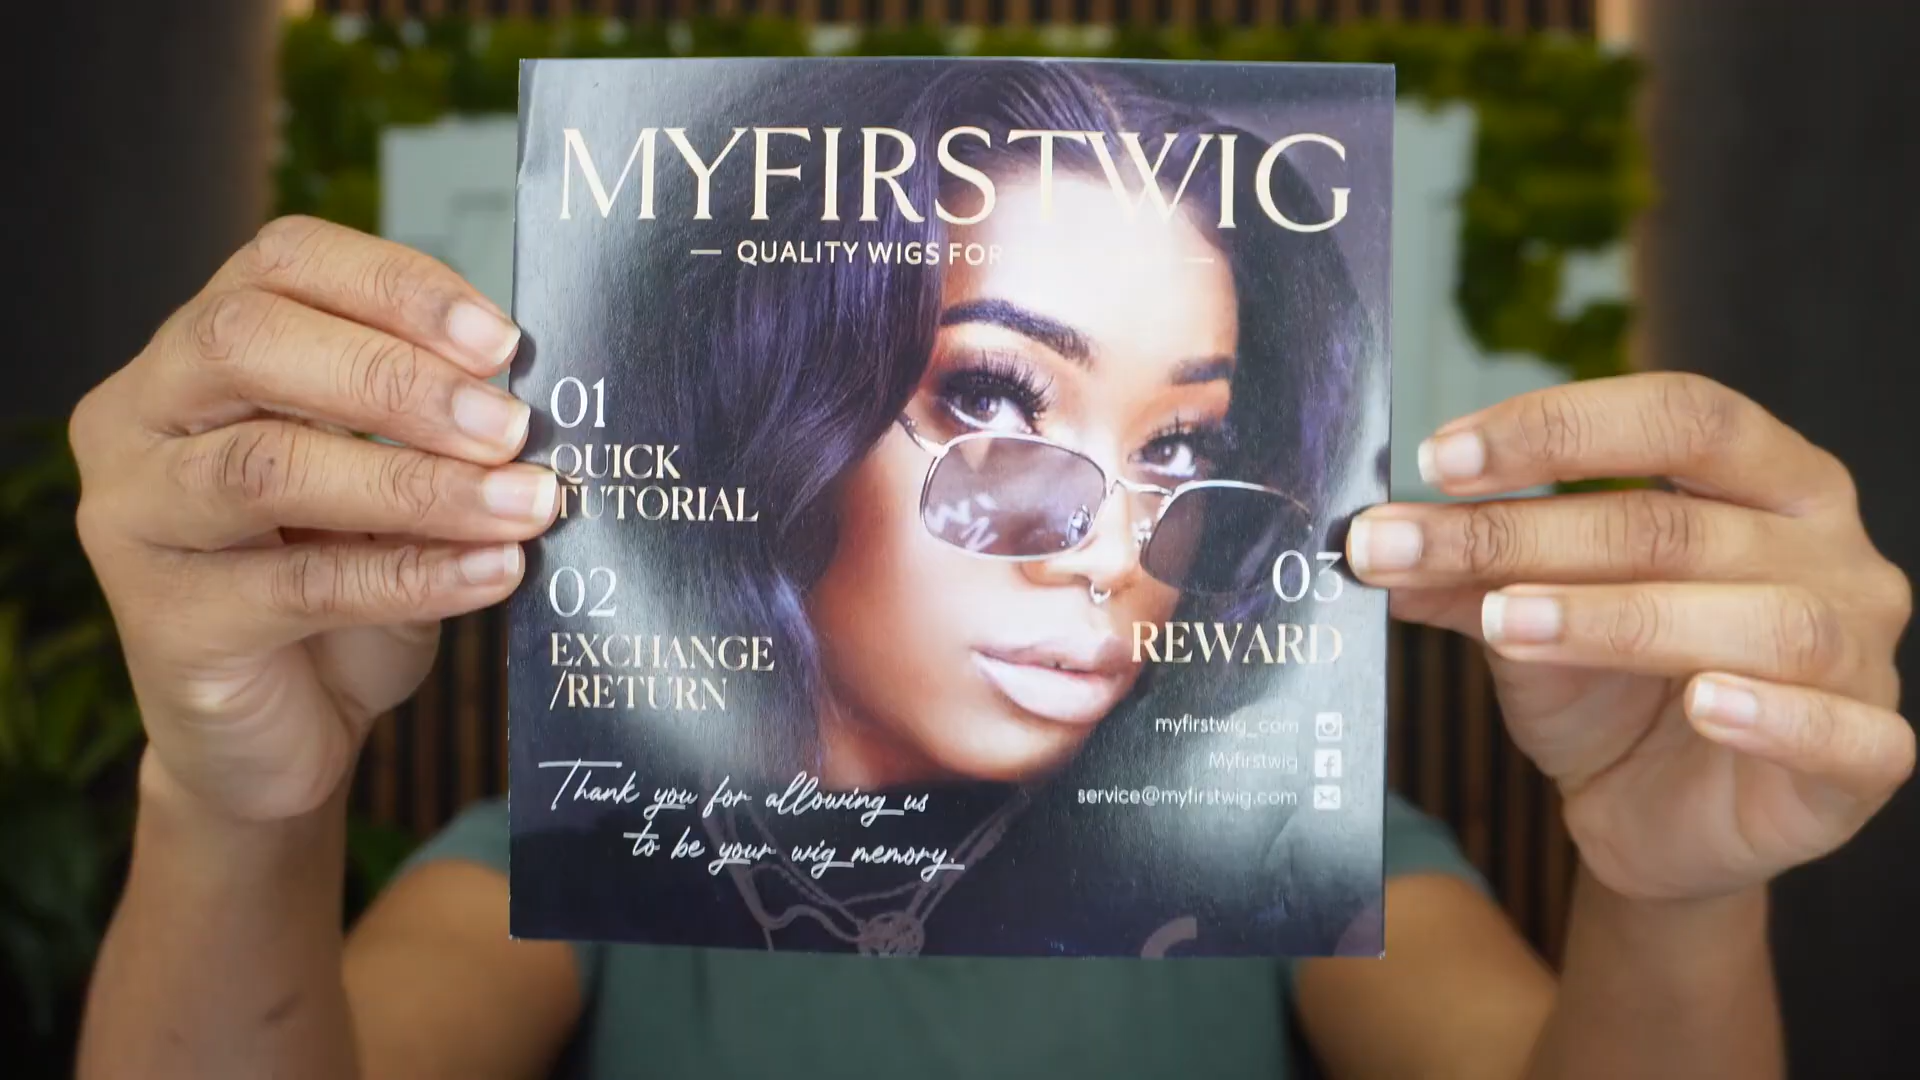 MYFIRSTWIG
— QUALITY WIGS FOR
01
QUICK
TUTORIAL
02
EXCHANGE
/RETURN
03
REWARD
myfirstwig_com
Myfirstwig
service@myfirstwig.com
Thank you for allowing us
to be your wig memory.